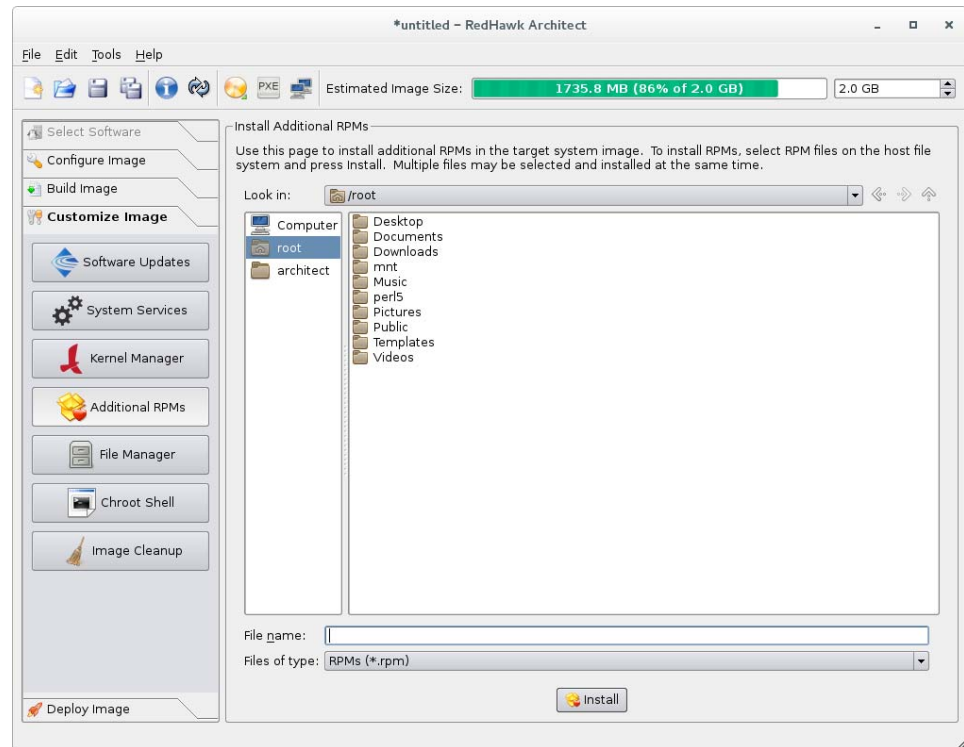 *untitled – RedHawk Architect
File Edit Tools Help
PXE
Estimated Image Size:
1735.8 MB (86% of 2.0 GB)
2.0 GB
Select Software
Configure Image
Build Image
Customize Image
Software Updates
System Services
Kernel Manager
Additional RPMs
File Manager
Chroot Shell
Image Cleanup
Deploy Image
Install Additional RPMs
Use this page to install additional RPMs in the target system image. To install RPMs, select RPM files on the host file
system and press Install. Multiple files may be selected and installed at the same time.
Look in:
/root
Computer
root
architect
Desktop
Documents
Downloads
mnt
Music
perl5
Pictures
Public
Templates
Videos
File name:
Files of type: RPMs (*.rpm)
Install